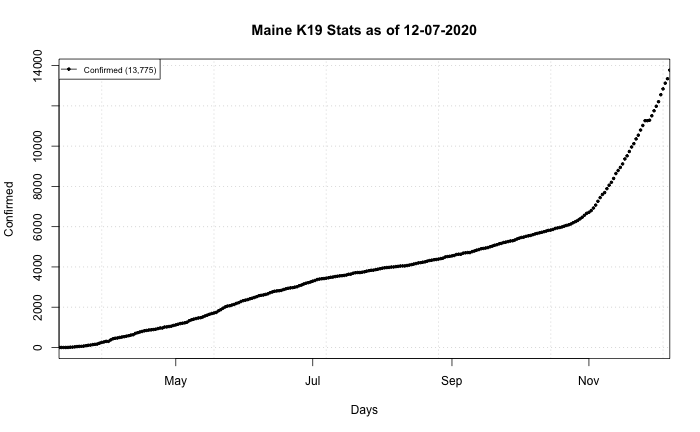 Maine K19 Stats as of 12-07-2020
Confirmed (13,775)
14000
10000
8000
6000
4000
2000
0
Confirmed
May
Jul
Sep
Nov
Days